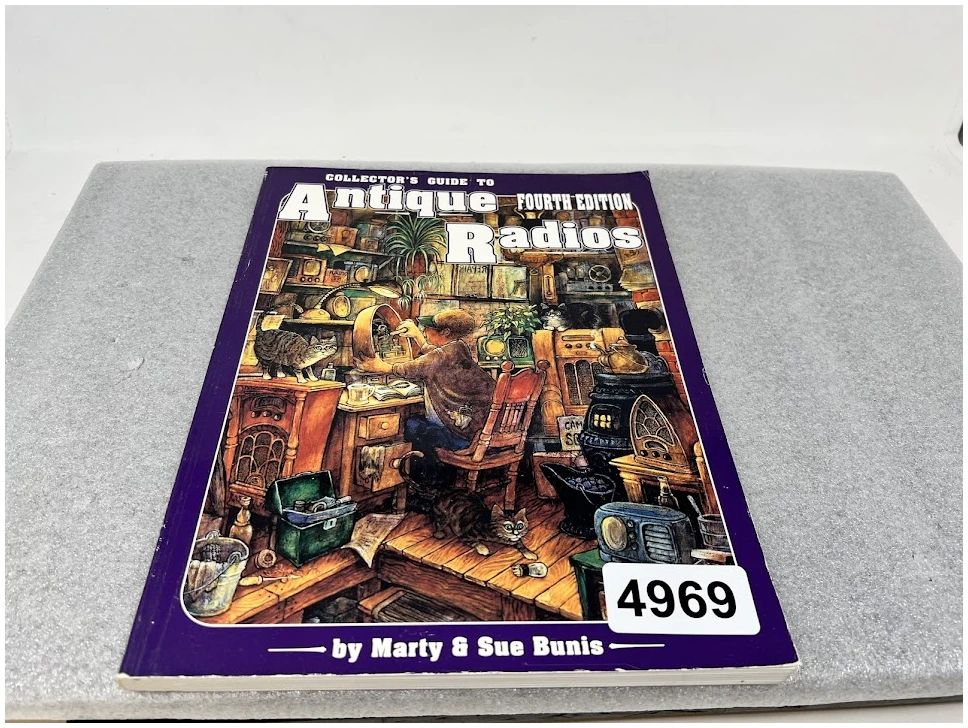 COLLECTOR'S GUIDE TO
Antique FOURTH EDITION
Radios
4969
by Marty & Sue Bunis